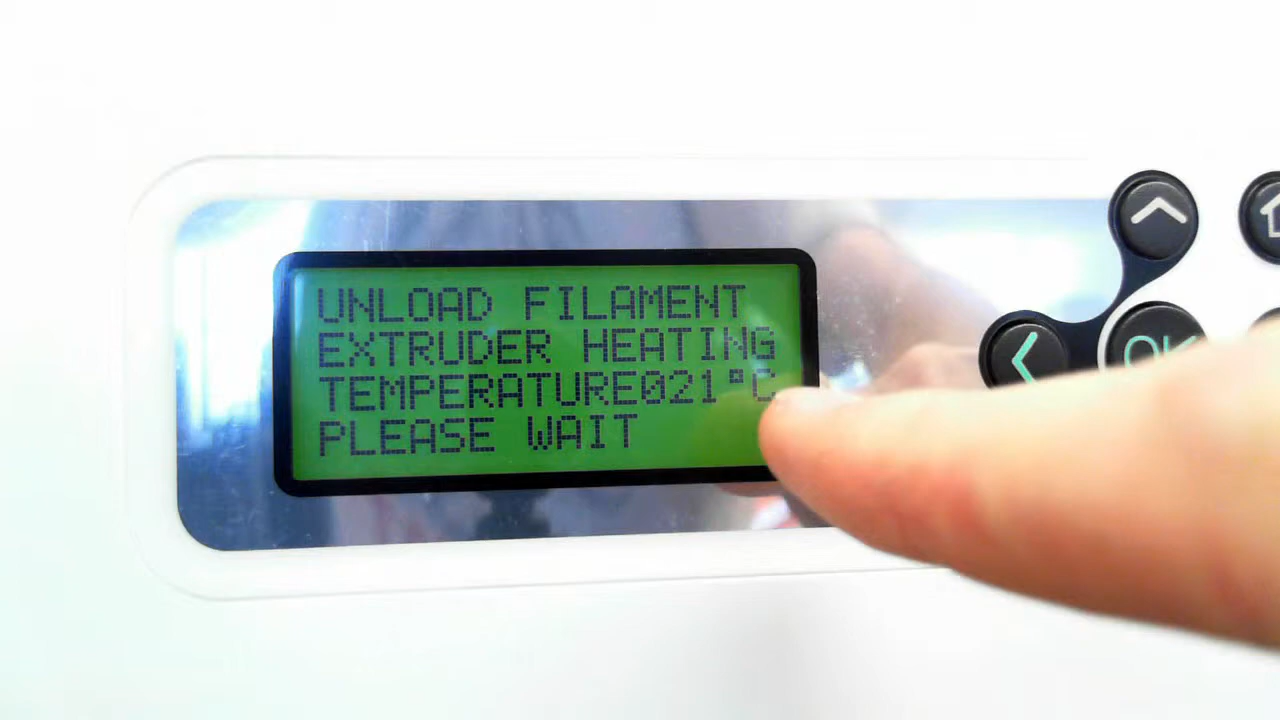 UNLOAD FILAMENT
EXTRUDER HEATING
TEMPERATURE021°C
PLEASE WAIT
OK